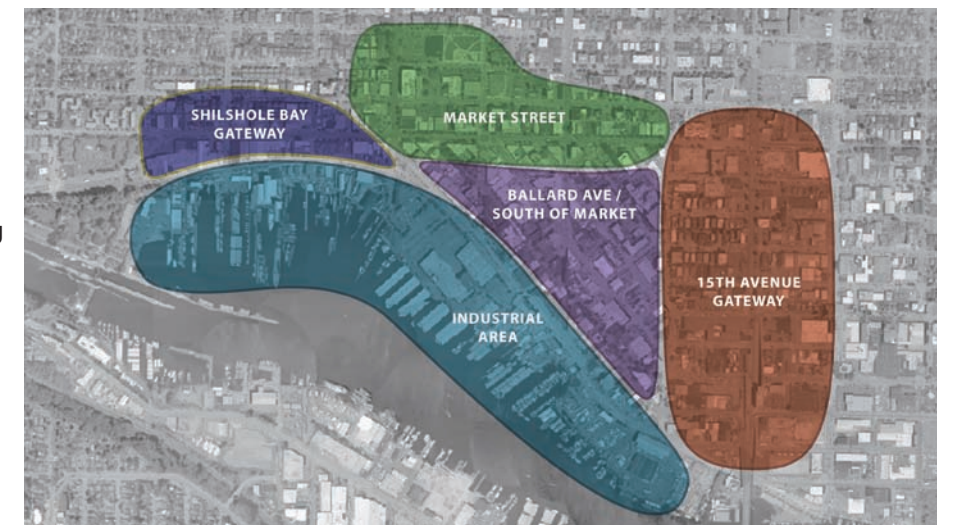 SHILSHOLE BAY
GATEWAY
MARKET STREET
BALLARD AVE /
SOUTH OF MARKET
15TH AVENUE
GATEWAY
INDUSTRIAL
AREA
g